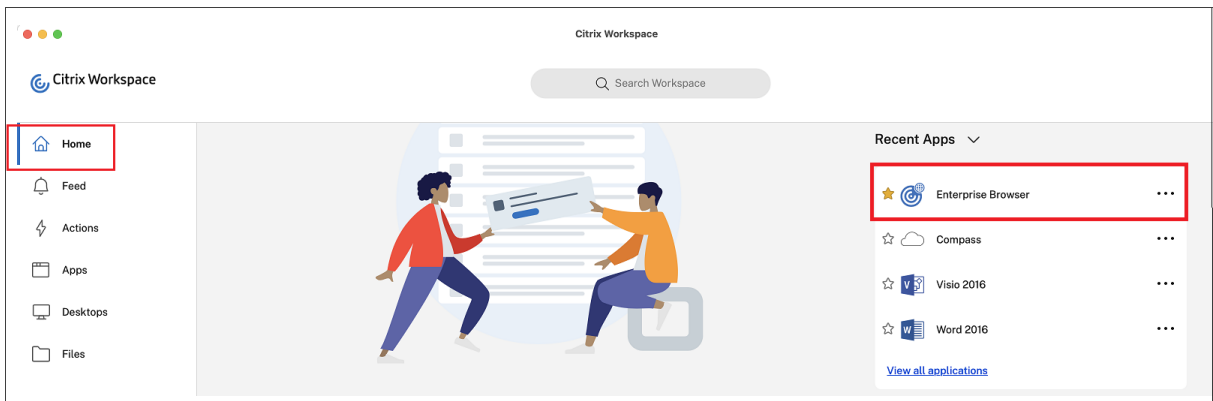 Citrix Workspace
Citrix Workspace
Search Workspace
Home
Feed
Actions
Apps
Desktops
Files
Recent Apps
Enterprise Browser
Compass
Visio 2016
Word 2016
View all applications